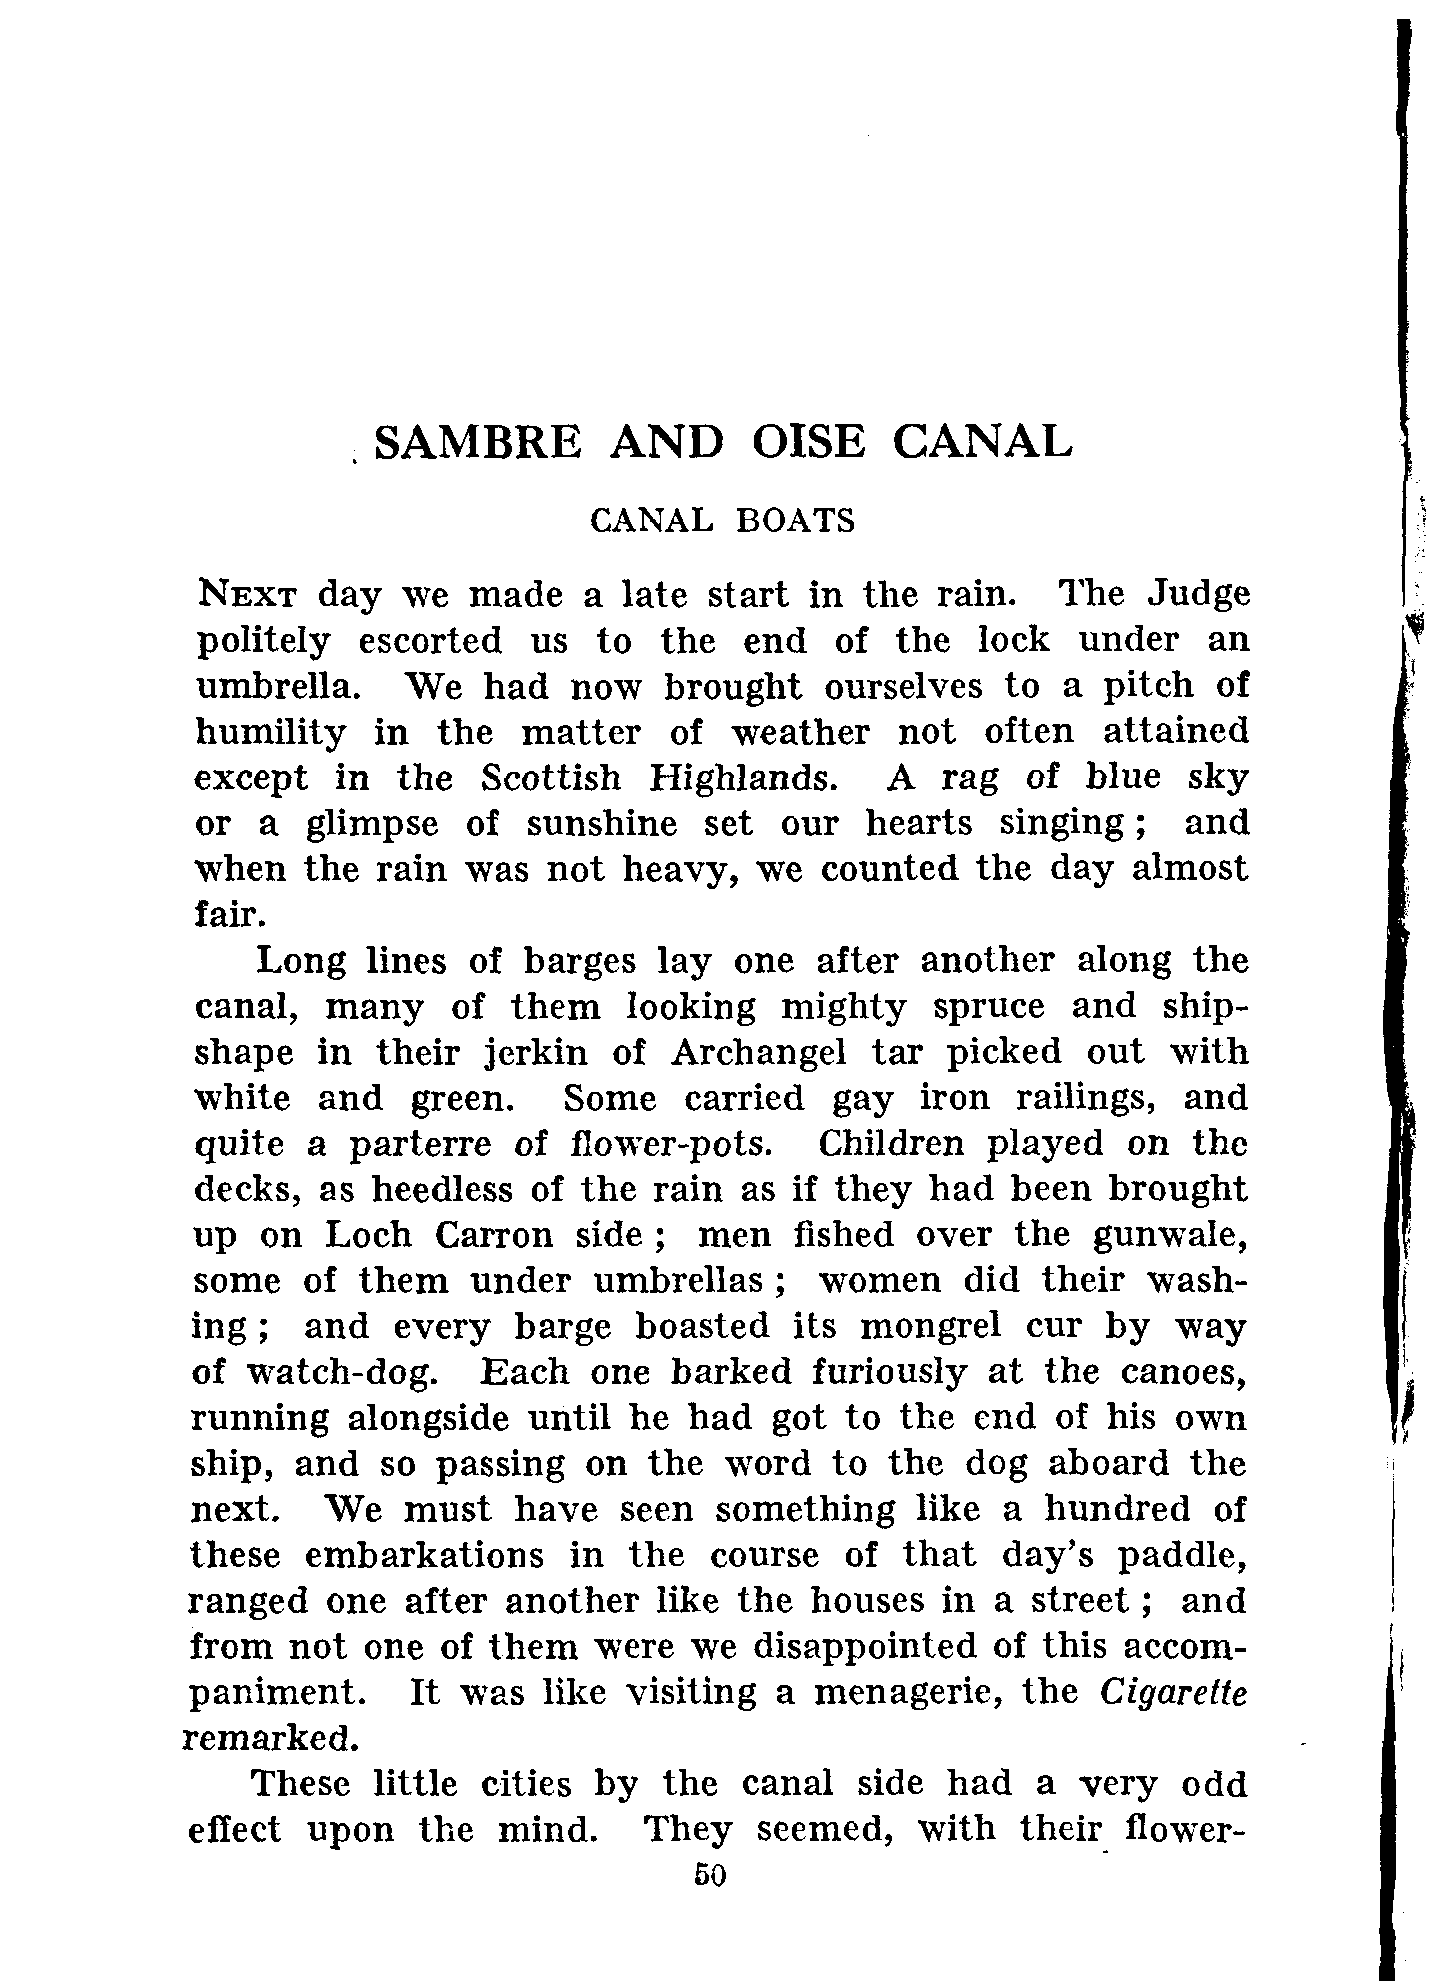 SAMBRE AND OISE CANAL
CANAL BOATS
NEXT day we made a late start in the rain. The Judge
politely escorted us to the end of the lock under an
umbrella. We had now brought ourselves to a pitch of
humility in the matter of weather not often attained
except in the Scottish Highlands. A rag of blue sky
or a glimpse of sunshine set our hearts singing; and
when the rain was not heavy, we counted the day almost
fair.
Long lines of barges lay one after another along the
canal, many of them looking mighty spruce and ship-
shape in their jerkin of Archangel tar picked out with
white and green. Some carried gay iron railings, and
quite a parterre of flower-pots. Children played on the
decks, as heedless of the rain as if they had been brought
up on Loch Carron side; men fished over the gunwale,
some of them under umbrellas; women did their wash-
ing; and every barge boasted its mongrel cur by way
of watch-dog. Each one barked furiously at the canoes,
running alongside until he had got to the end of his own
ship, and so passing on the word to the dog aboard the
next. We must have seen something like a hundred of
these embarkations in the course of that day's paddle,
ranged one after another like the houses in a street; and
from not one of them were we disappointed of this accom-
paniment. It was like visiting a menagerie, the Cigarette
remarked.
These little cities by the canal side had a very odd
effect upon the mind. They seemed, with their flower-
50